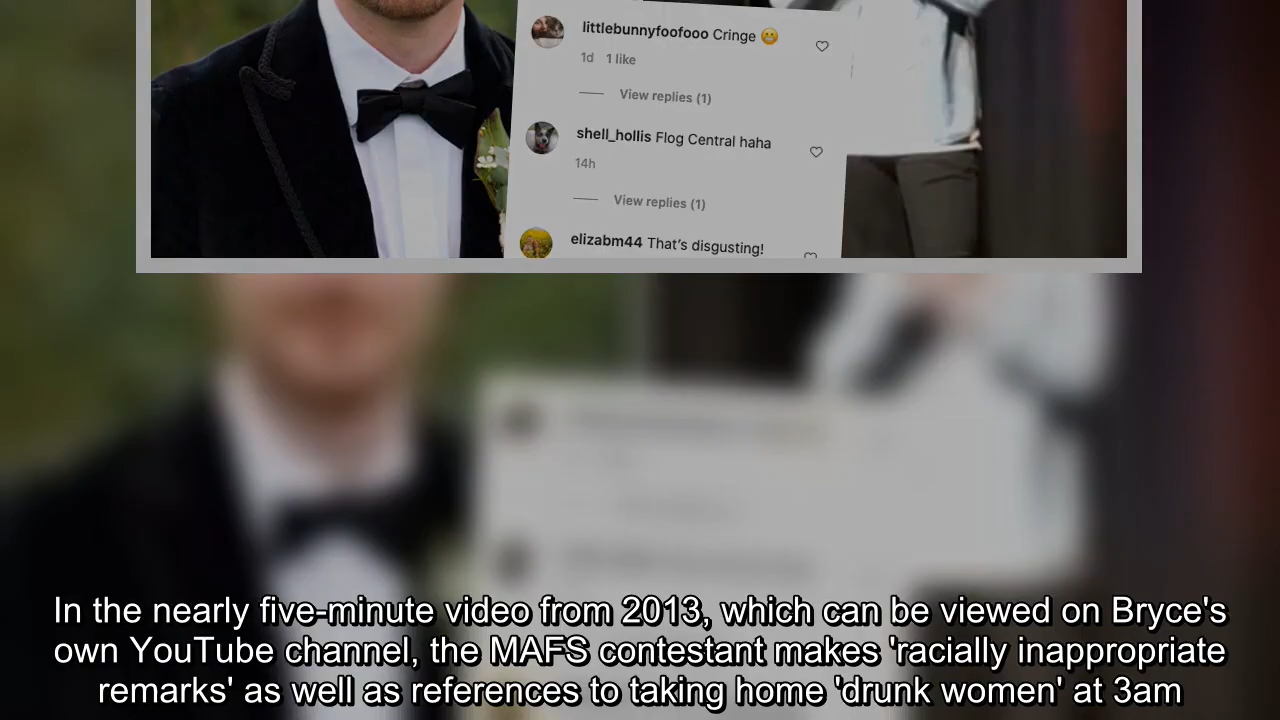 littlebunnyfoofooo Cringe 😬
1d 1 like
View replies (1)
shell_hollis Flog Central haha
14h
View replies (1)
elizabm44 That's disgusting!
In the nearly five-minute video from 2013, which can be viewed on Bryce's
own YouTube channel, the MAFS contestant makes 'racially inappropriate
remarks' as well as references to taking home 'drunk women' at 3am